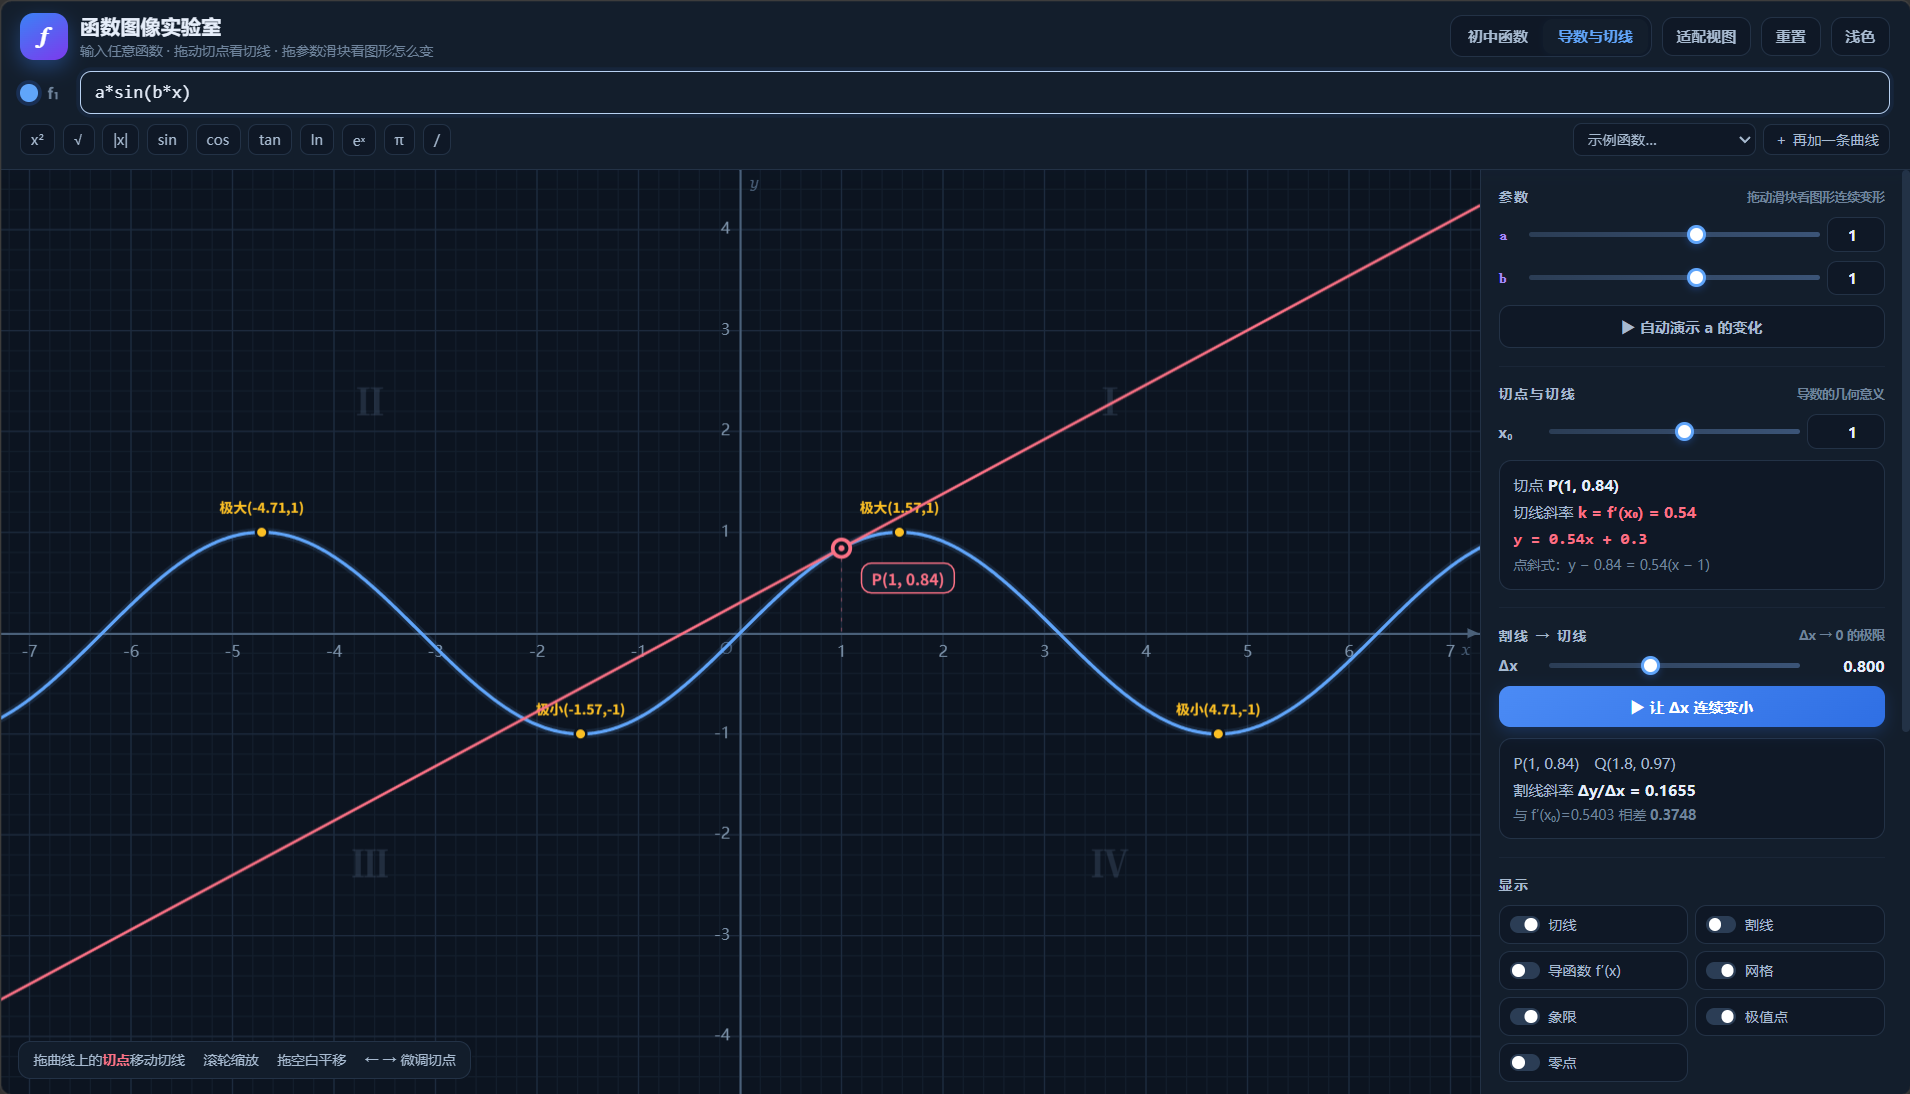 f
函数图像实验室
输入任意函数 · 拖动切点看切线 · 拖参数滑块看图形怎么变
初中函数 导数与切线 适配视图 重置 浅色
f₁ a*sin(b*x)
x² √ |x| sin cos tan ln eˣ π /
示例函数... + 再加一条曲线
y
4
3
2
1
-1
-2
-3
-4
-7 -6 -5 -4 -3 -2 -1 O 1 2 3 4 5 6 7 x
II I
III IV
极大(-4.71,1) 极大(1.57,1)
P(1, 0.84)
极小(-1.57,-1) 极小(4.71,-1)
拖曲线上的切点移动切线 滚轮缩放 拖空白平移 ←→ 微调切点
参数 拖动滑块看图形连续变形
a 1
b 1
▶ 自动演示 a 的变化
切点与切线 导数的几何意义
x₀ 1
切点 P(1, 0.84)
切线斜率 k = f′(x₀) = 0.54
y = 0.54x + 0.3
点斜式：y − 0.84 = 0.54(x − 1)
割线 → 切线 Δx → 0 的极限
Δx 0.800
▶ 让 Δx 连续变小
P(1, 0.84) Q(1.8, 0.97)
割线斜率 Δy/Δx = 0.1655
与 f′(x₀)=0.5403 相差 0.3748
显示
切线 割线
导函数 f′(x) 网格
象限 极值点
零点